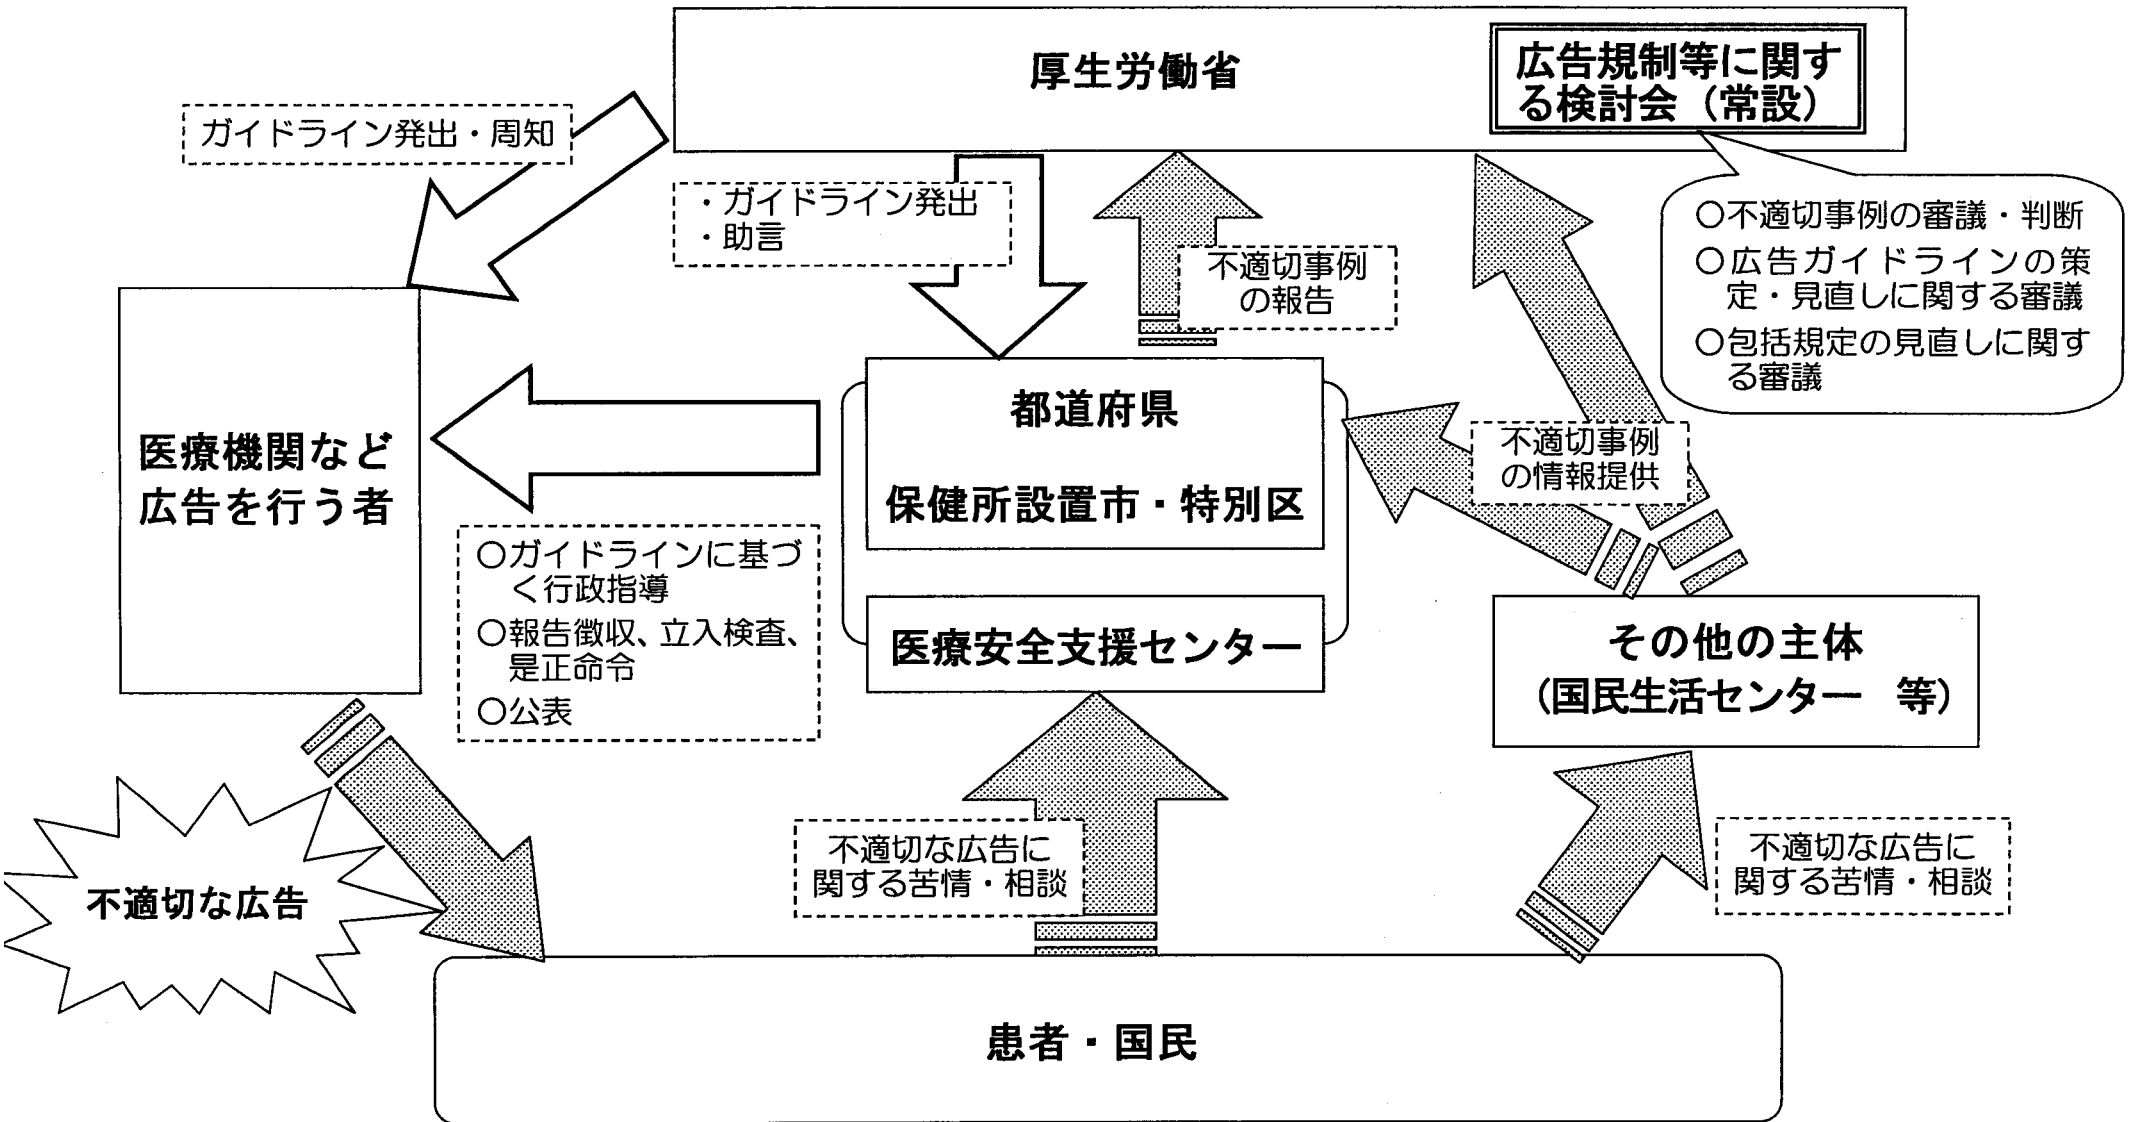 厚生労働省
広告規制等に関す
る検討会（常設）
ガイドライン発出・周知
・ガイドライン発出
・助言
不適切事例
の報告
○不適切事例の審議・判断
○広告ガイドラインの策
定・見直しに関する審議
○包括規定の見直しに関す
る審議
医療機関など
広告を行う者
都道府県
保健所設置市・特別区
医療安全支援センター
不適切事例
の情報提供
○ガイドラインに基づ
く行政指導
○報告徴収、立入検査、
是正命令
○公表
その他の主体
（国民生活センター　等）
不適切な広告
不適切な広告に
関する苦情・相談
不適切な広告に
関する苦情・相談
患者・国民